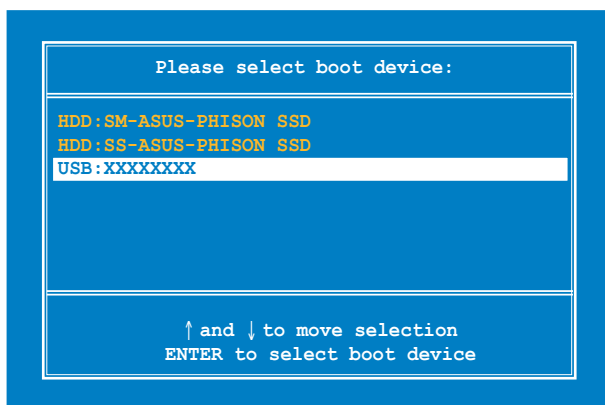 Please select boot device:
HDD:SM-ASUS-PHISON SSD
HDD:SS-ASUS-PHISON SSD
USB:XXXXXXXX
↑ and ↓ to move selection
ENTER to select boot device